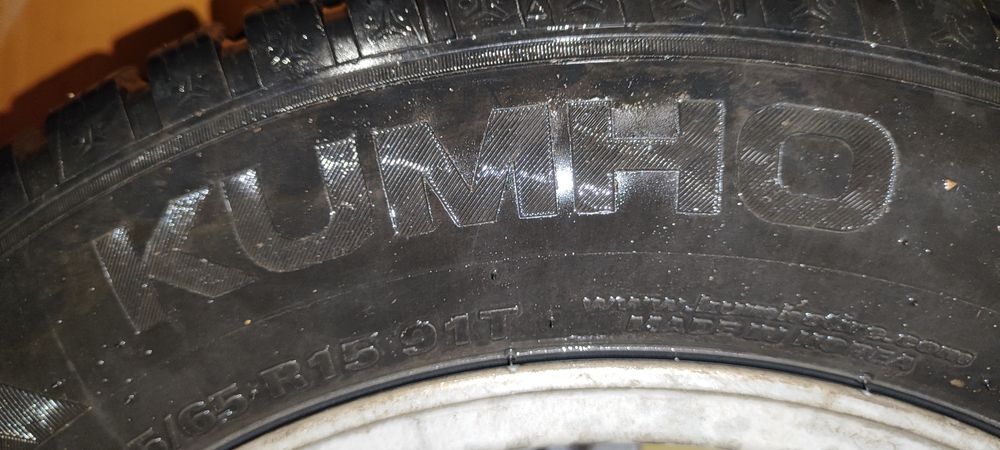 KUMHO
5/65 R15 91T
www.kumhotire.com
MADE IN KOREA